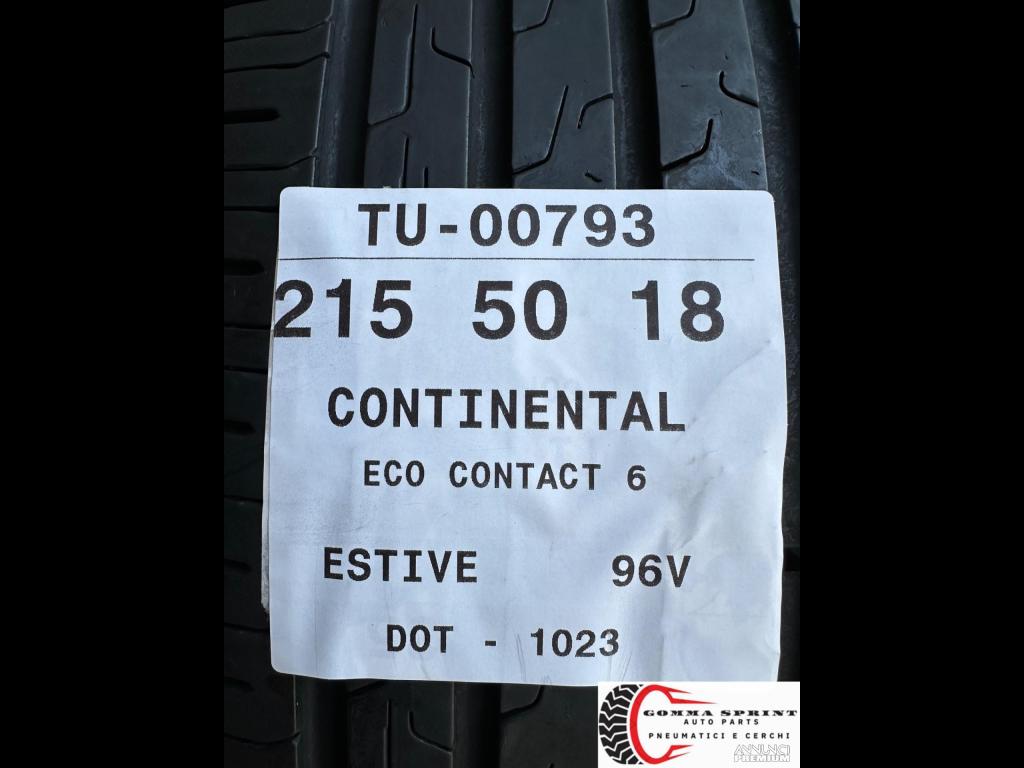 TU-00793
215 50 18
CONTINENTAL
ECO CONTACT 6
ESTIVE 96V
DOT - 1023
GOMMA SPRINT
AUTO PARTS
PNEUMATICI E CERCHI
ANNUNCI
PREMIUM